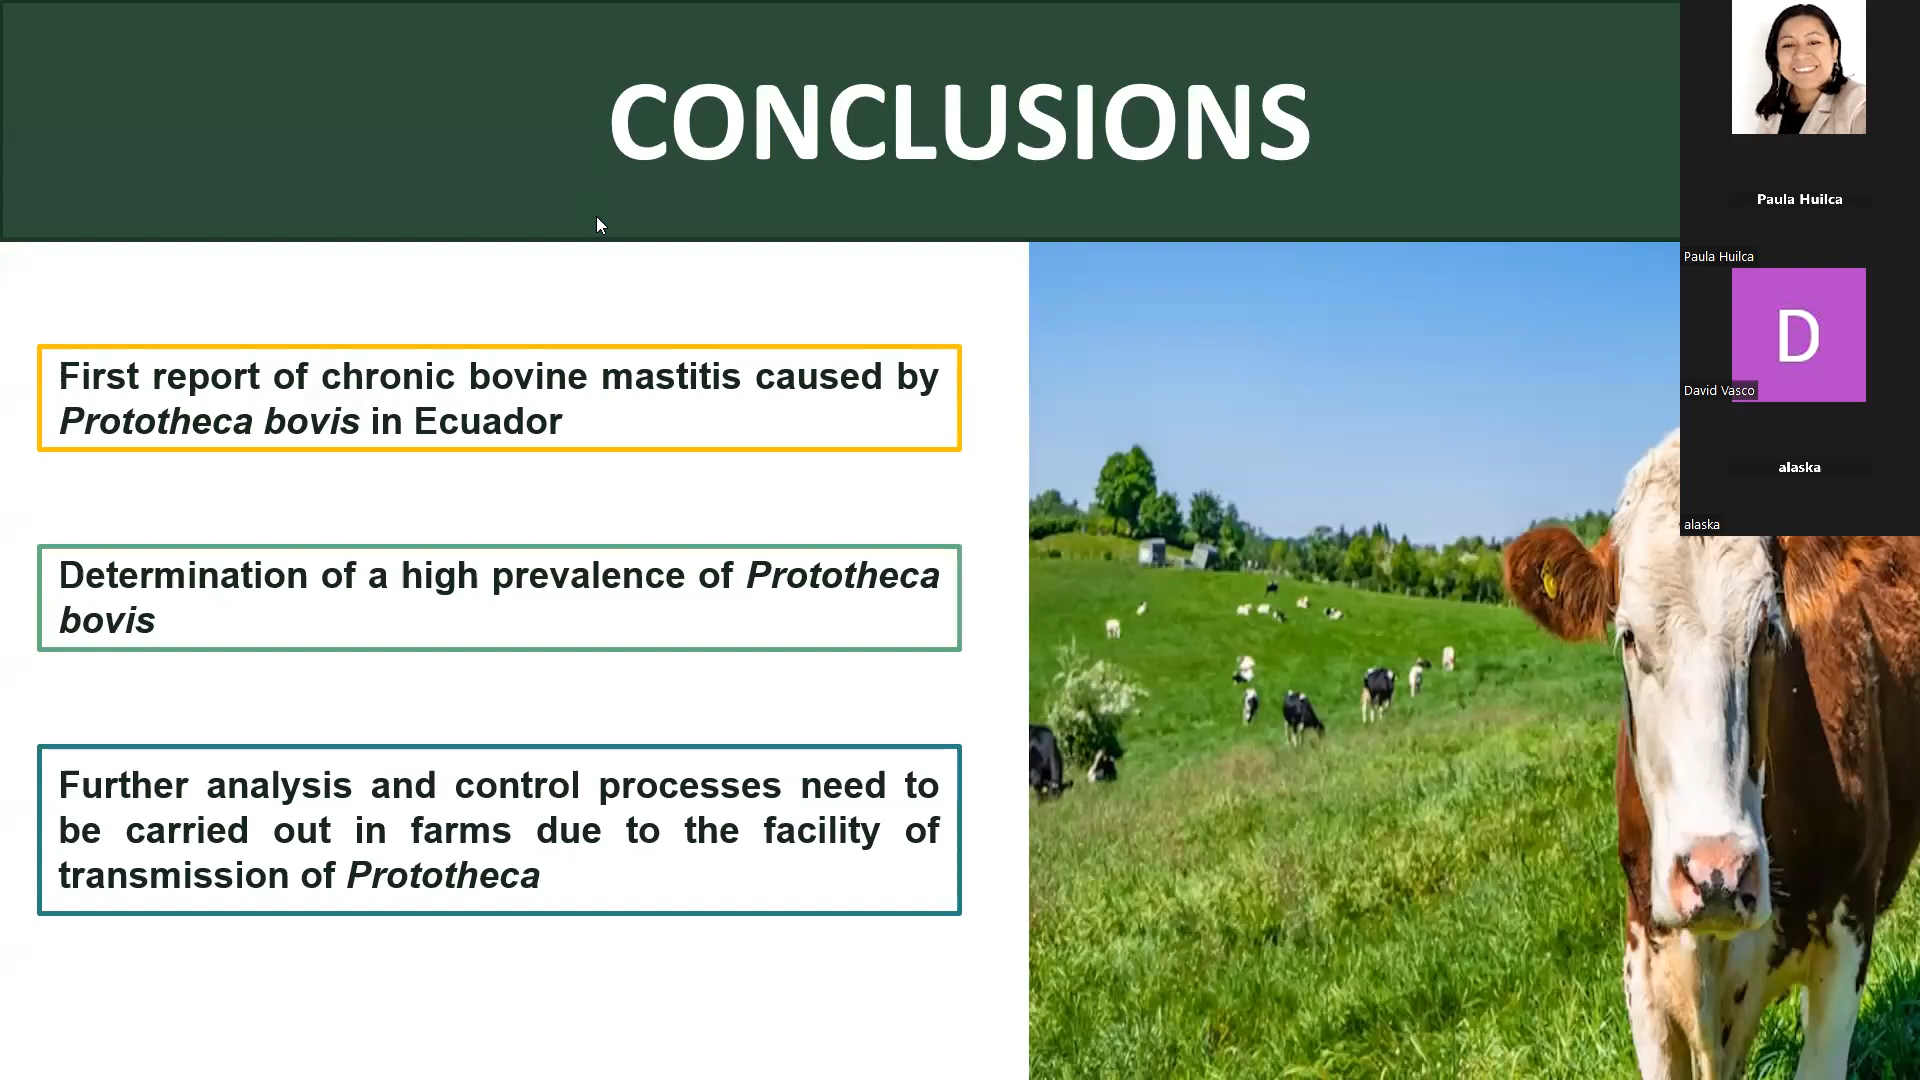 CONCLUSIONS
First report of chronic bovine mastitis caused by
Prototheca bovis in Ecuador
Determination of a high prevalence of Prototheca
bovis
Further analysis and control processes need to
be carried out in farms due to the facility of
transmission of Prototheca
Paula Huilca
Paula Huilca
D
David Vasco
alaska
alaska